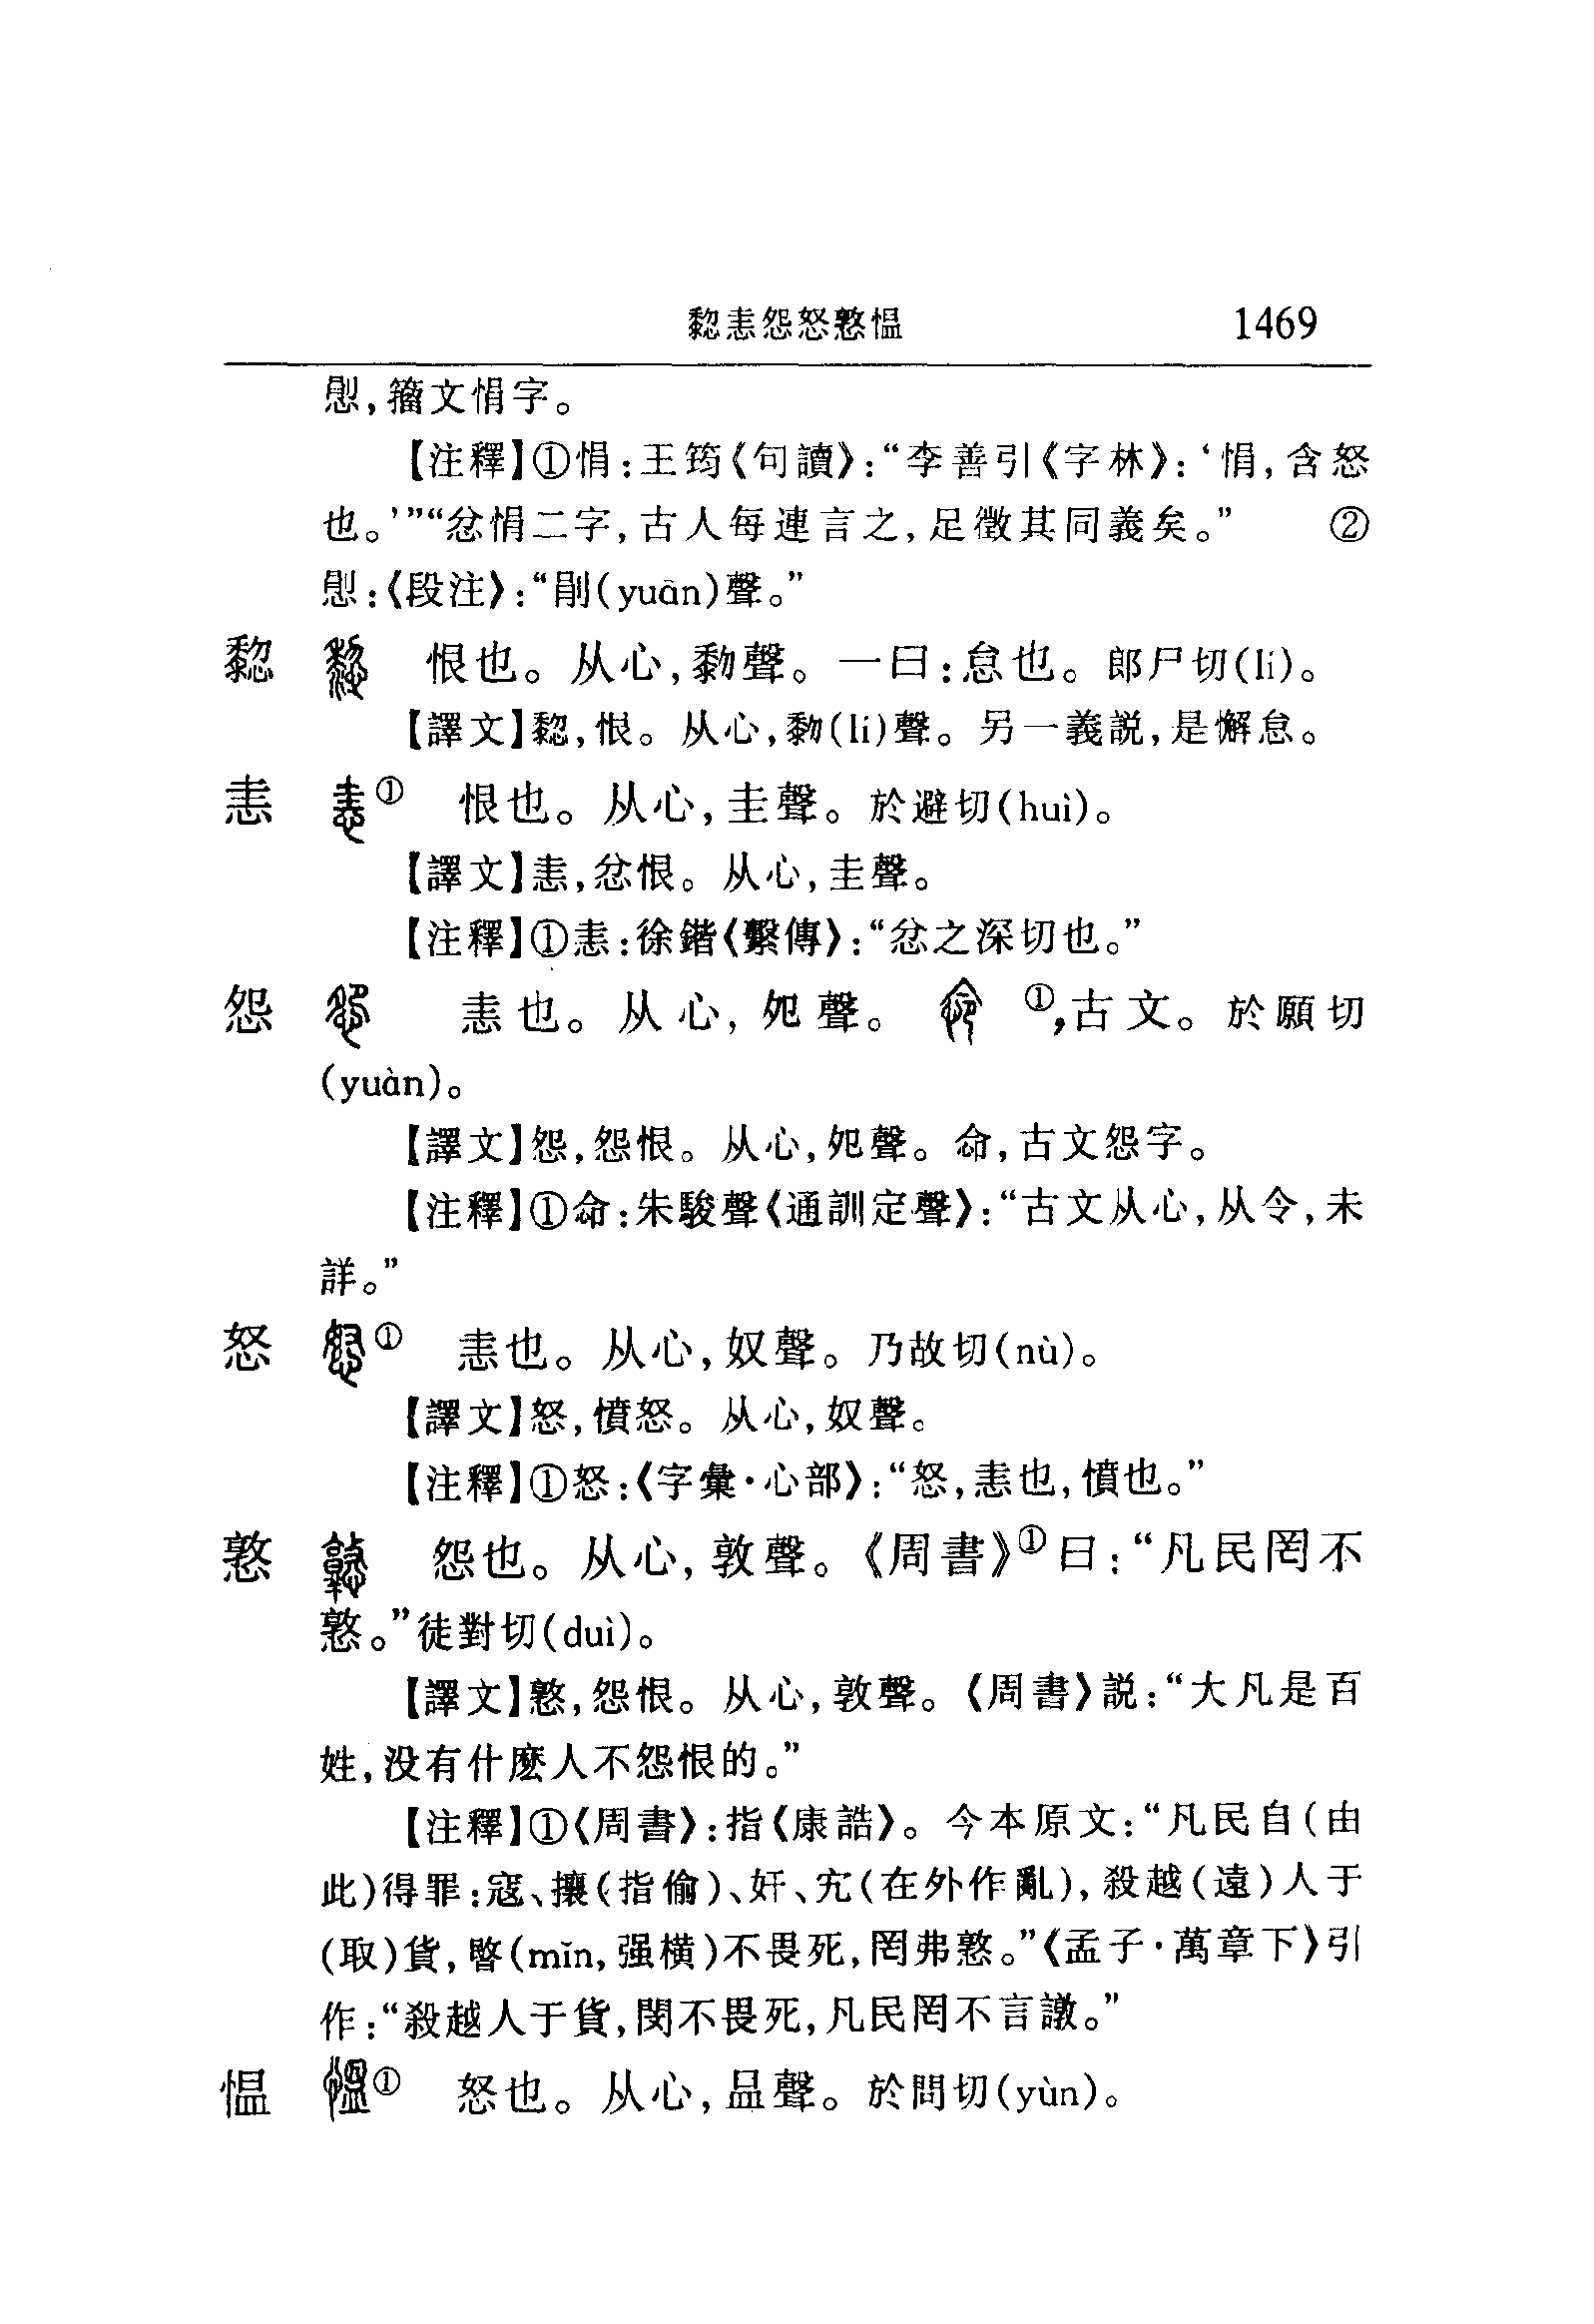 㴝恚怨怒憝愠 1469
𢛸,籀文悁字。
【注釋】①悁:王筠《句讀》:“李善引《字林》:‘悁,含怒
也。’”“忿悁二字,古人每連言之,足徵其同義矣。” ②
𢛸:《段注》:“剈(yuān)聲。”
恨也。从心,㴝聲。一曰:怠也。郎尸切(lí)。
【譯文】恨。从心,(lí)聲。另一義説,是懈怠。
恚 ① 恨也。从心,圭聲。於避切(huì)。
【譯文】恚,忿恨。从心,圭聲。
【注釋】①恚:徐鍇《繫傳》:“忿之深切也。”
怨 恚也。从心,夗聲。 ①,古文。於願切
(yuàn)。
【譯文】怨,怨恨。从心,夗聲。命,古文怨字。
【注釋】①:朱駿聲《通訓定聲》:“古文从心,从令,未
詳。”
怒 ① 恚也。从心,奴聲。乃故切(nù)。
【譯文】怒,憤怒。从心,奴聲。
【注釋】①怒:《字彙·心部》:“怒,恚也,憤也。”
憝 怨也。从心,敦聲。《周書》①曰:“凡民罔不
憝。”徒對切(duì)。
【譯文】憝,怨恨。从心,敦聲。《周書》説:“大凡是百
姓,没有什麽人不怨恨的。”
【注釋】①《周書》:指《康誥》。今本原文:“凡民自(由
此)得罪:寇、攘(指偷)、奸、宄(在外作亂),殺越(遠)人于
(取)貨,暋(mǐn,强横)不畏死,罔弗憝。”《孟子·萬章下》引
作:“殺越人于貨,閔不畏死,凡民罔不言譈。”
愠 ① 怒也。从心,昷聲。於問切(yùn)。